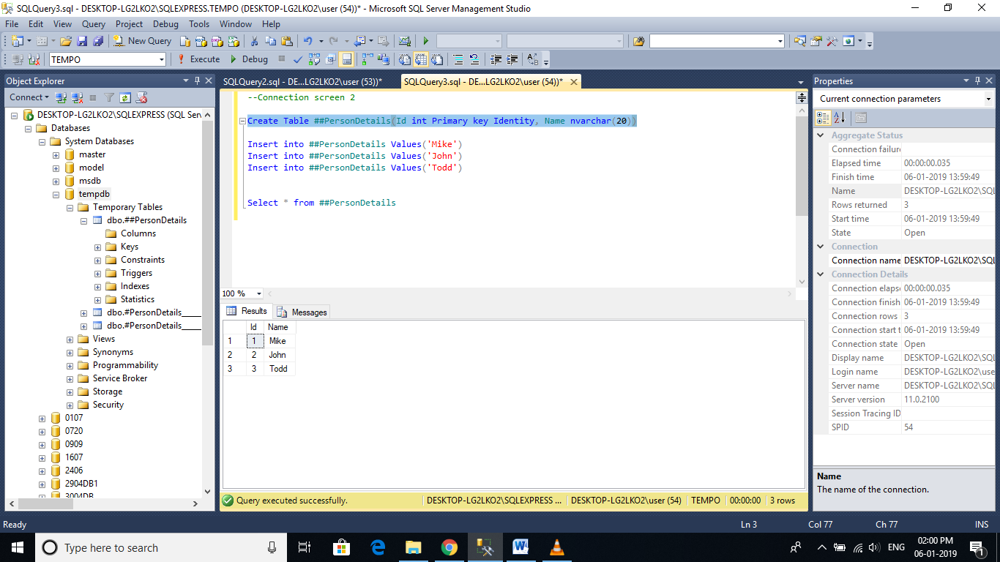 SQLQuery3.sql - DESKTOP-LG2LKO2\SQLEXPRESS.TEMPO (DESKTOP-LG2LKO2\user (54))* - Microsoft SQL Server Management Studio
File Edit View Query Project Debug Tools Window Help
New Query
TEMPO Execute Debug
Object Explorer
Connect
DESKTOP-LG2LKO2\SQLEXPRESS (SQL Ser
Databases
System Databases
master
model
msdb
tempdb
Temporary Tables
dbo.##PersonDetails
Columns
Keys
Constraints
Triggers
Indexes
Statistics
dbo.#PersonDetails____
dbo.#PersonDetails____
Views
Synonyms
Programmability
Service Broker
Storage
Security
0107
0720
0909
1607
2406
2904DB1
3004DB
SQLQuery2.sql - DE...LG2LKO2\user (53))* SQLQuery3.sql - DE...LG2LKO2\user (54))*
--Connection screen 2
Create Table ##PersonDetails(Id int Primary key Identity, Name nvarchar(20))
Insert into ##PersonDetails Values('Mike')
Insert into ##PersonDetails Values('John')
Insert into ##PersonDetails Values('Todd')
Select * from ##PersonDetails
100 %
Results Messages
Id Name
1 1 Mike
2 2 John
3 3 Todd
Query executed successfully. DESKTOP-LG2LKO2\SQLEXPRESS ... DESKTOP-LG2LKO2\user (54) TEMPO 00:00:00 3 rows
Properties
Current connection parameters
Aggregate Status
Connection failure
Elapsed time 00:00:00.035
Finish time 06-01-2019 13:59:49
Name DESKTOP-LG2LKO2\SQL
Rows returned 3
Start time 06-01-2019 13:59:49
State Open
Connection
Connection name DESKTOP-LG2LKO2\SQL
Connection Details
Connection elapse 00:00:00.035
Connection finish 06-01-2019 13:59:49
Connection rows 3
Connection start t 06-01-2019 13:59:49
Connection state Open
Display name DESKTOP-LG2LKO2\SQL
Login name DESKTOP-LG2LKO2\use
Server name DESKTOP-LG2LKO2\SQL
Server version 11.0.2100
Session Tracing ID
SPID 54
Name
The name of the connection.
Ready Ln 3 Col 77 Ch 77 INS
Type here to search
ENG 02:00 PM
06-01-2019
1